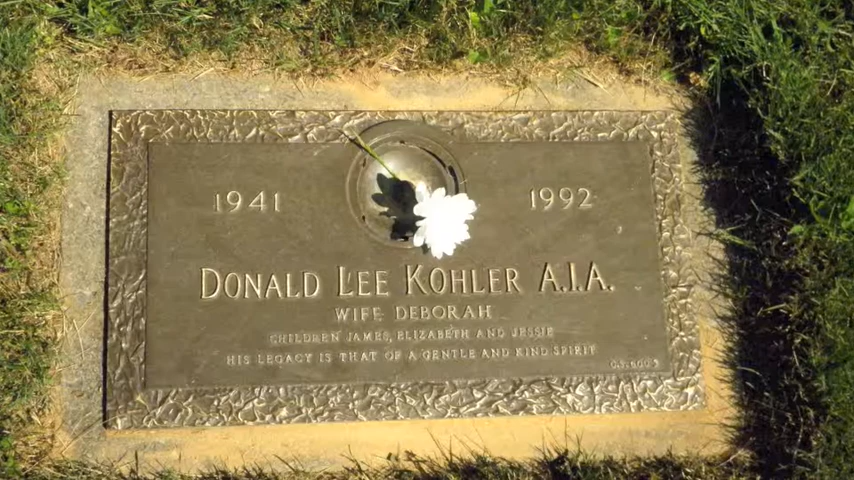 1941 1992
DONALD LEE KOHLER A.I.A.
WIFE DEBORAH
CHILDREN JAMES, ELIZABETH AND JESSIE
HIS LEGACY IS THAT OF A GENTLE AND KIND SPIRIT